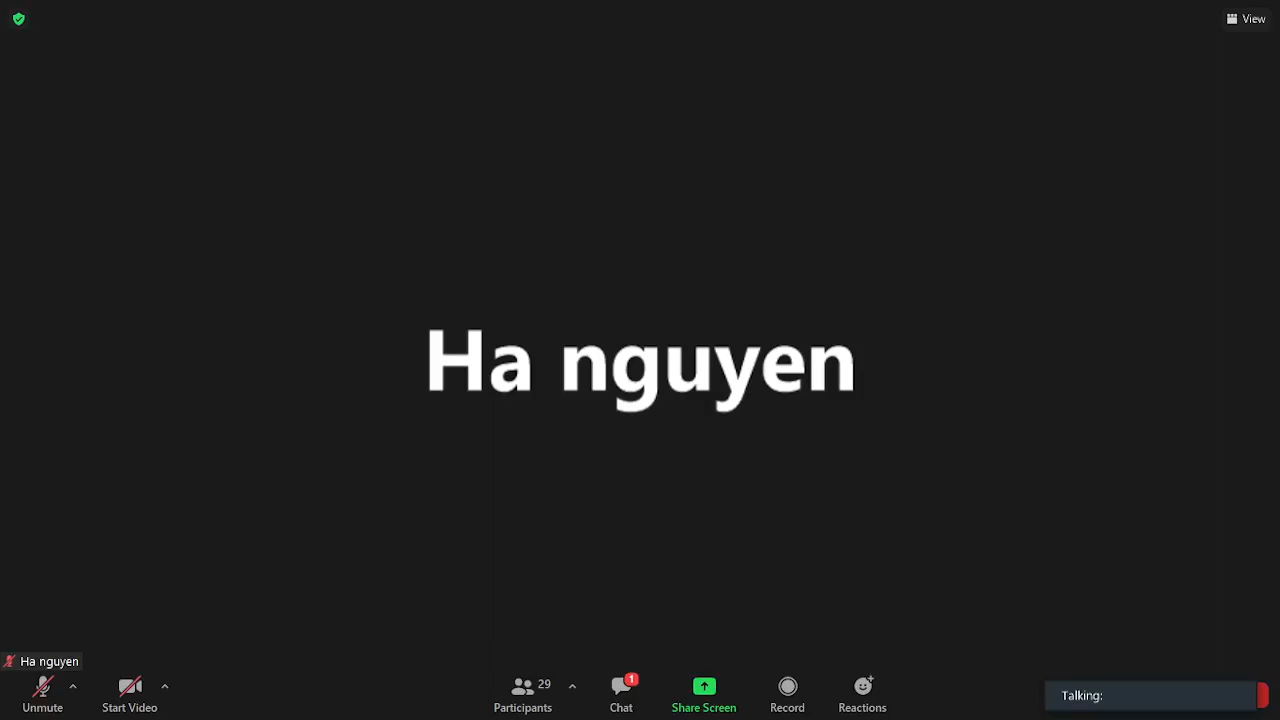 View
Ha nguyen
Ha nguyen
Unmute
Start Video
29
Participants
1
Chat
Share Screen
Record
Reactions
Talking: